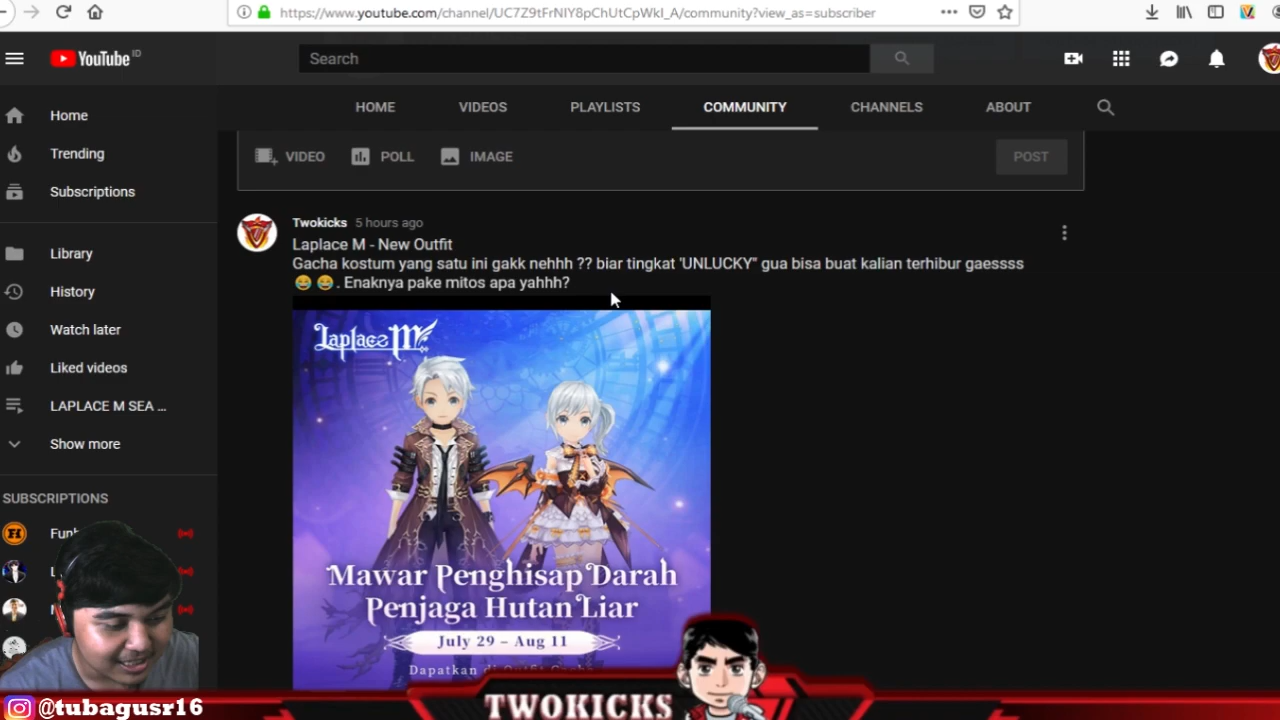 https://www.youtube.com/channel/UC7Z9tFrNIY8pChUtCpWkI_A/community?view_as=subscriber
YouTube ID
Search
HOME VIDEOS PLAYLISTS COMMUNITY CHANNELS ABOUT
Home
Trending
Subscriptions
Library
History
Watch later
Liked videos
LAPLACE M SEA ...
Show more
SUBSCRIPTIONS
VIDEO POLL IMAGE POST
Twokicks 5 hours ago
Laplace M - New Outfit
Gacha kostum yang satu ini gakk nehhh ?? biar tingkat 'UNLUCKY" gua bisa buat kalian terhibur gaessss
😂 😂. Enaknya pake mitos apa yahhh?
Laplace M
Mawar Penghisap Darah
Penjaga Hutan Liar
July 29 - Aug 11
Dapatkan di Outfit
TWOKICKS
@tubagusr16